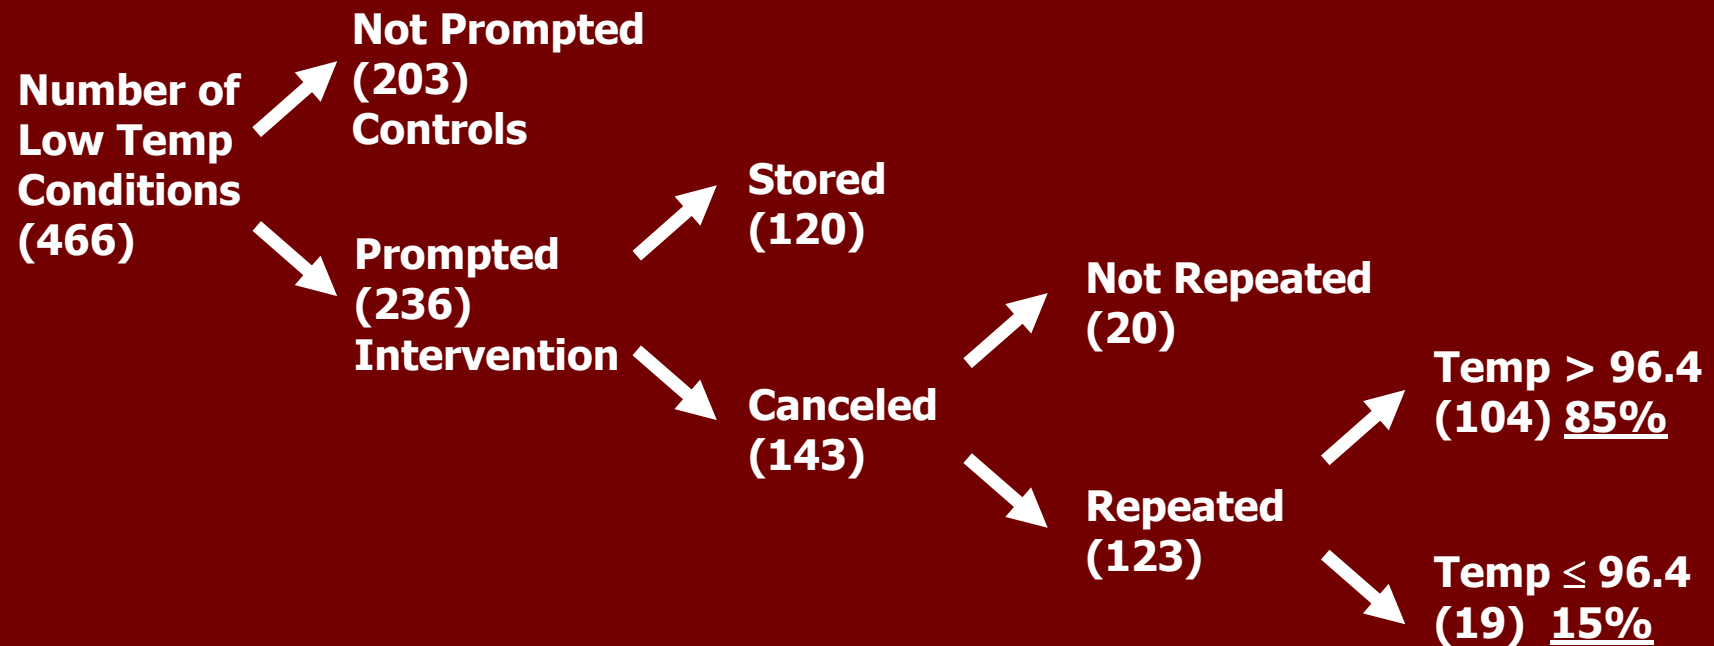 Number of
Low Temp
Conditions
(466)
Not Prompted
(203)
Controls
Prompted
(236)
Intervention
Stored
(120)
Canceled
(143)
Not Repeated
(20)
Repeated
(123)
Temp > 96.4
(104) 85%
Temp ≤ 96.4
(19) 15%